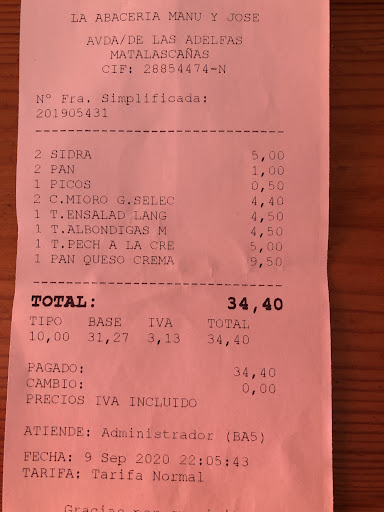 LA ABACERIA MANU Y JOSE
AVDA/DE LAS ADELFAS
MATALASCAÑAS
CIF: 28854474-N
Nº Fra. Simplificada:
201905431
2 SIDRA 5,00
2 PAN 1,00
1 PICOS 0,50
2 C.MIORO G.SELEC 4,40
1 T.ENSALAD LANG 4,50
1 T.ALBONDIGAS M 4,50
1 T.PECH A LA CRE 5,00
1 PAN QUESO CREMA 9,50
TOTAL: 34,40
TIPO BASE IVA TOTAL
10,00 31,27 3,13 34,40
PAGADO: 34,40
CAMBIO: 0,00
PRECIOS IVA INCLUIDO
ATIENDE: Administrador (BA5)
FECHA: 9 Sep 2020 22:05:43
TARIFA: Tarifa Normal
Gracias por